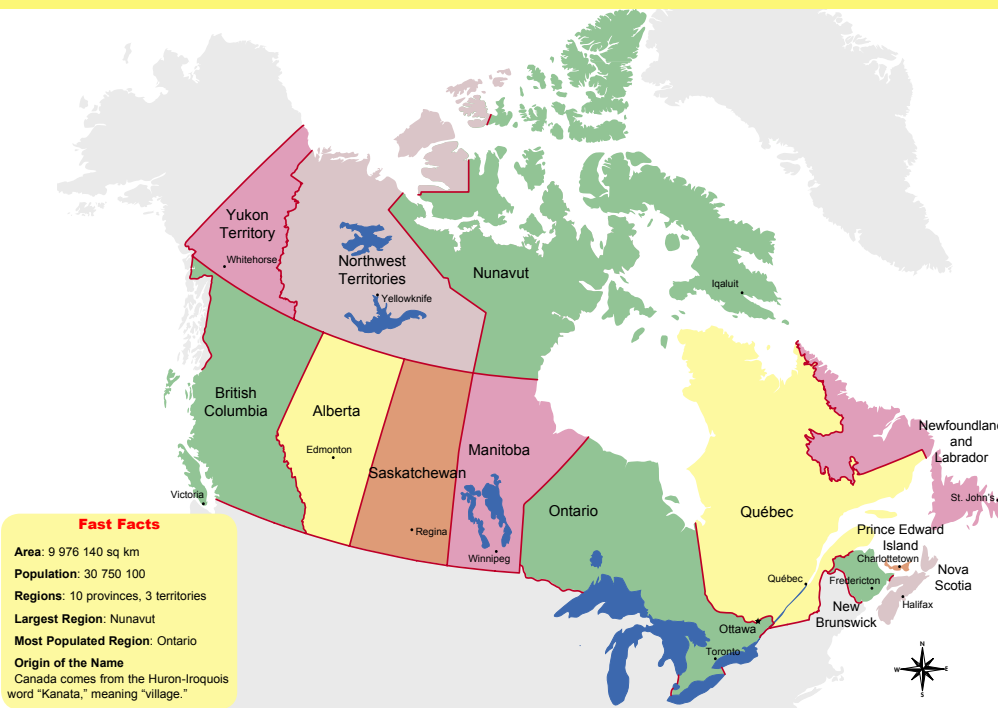 Yukon
Territory
Whitehorse
Northwest
Territories
Yellowknife
Nunavut
Iqaluit
British
Columbia
Victoria
Alberta
Edmonton
Saskatchewan
Regina
Manitoba
Winnipeg
Ontario
Ottawa
Toronto
Québec
Québec
Newfoundland
and
Labrador
St. John's
Prince Edward
Island
Charlottetown
Fredericton
New
Brunswick
Nova
Scotia
Halifax
Fast Facts
Area: 9 976 140 sq km
Population: 30 750 100
Regions: 10 provinces, 3 territories
Largest Region: Nunavut
Most Populated Region: Ontario
Origin of the Name
Canada comes from the Huron-Iroquois
word “Kanata,” meaning “village.”
N
W E
S